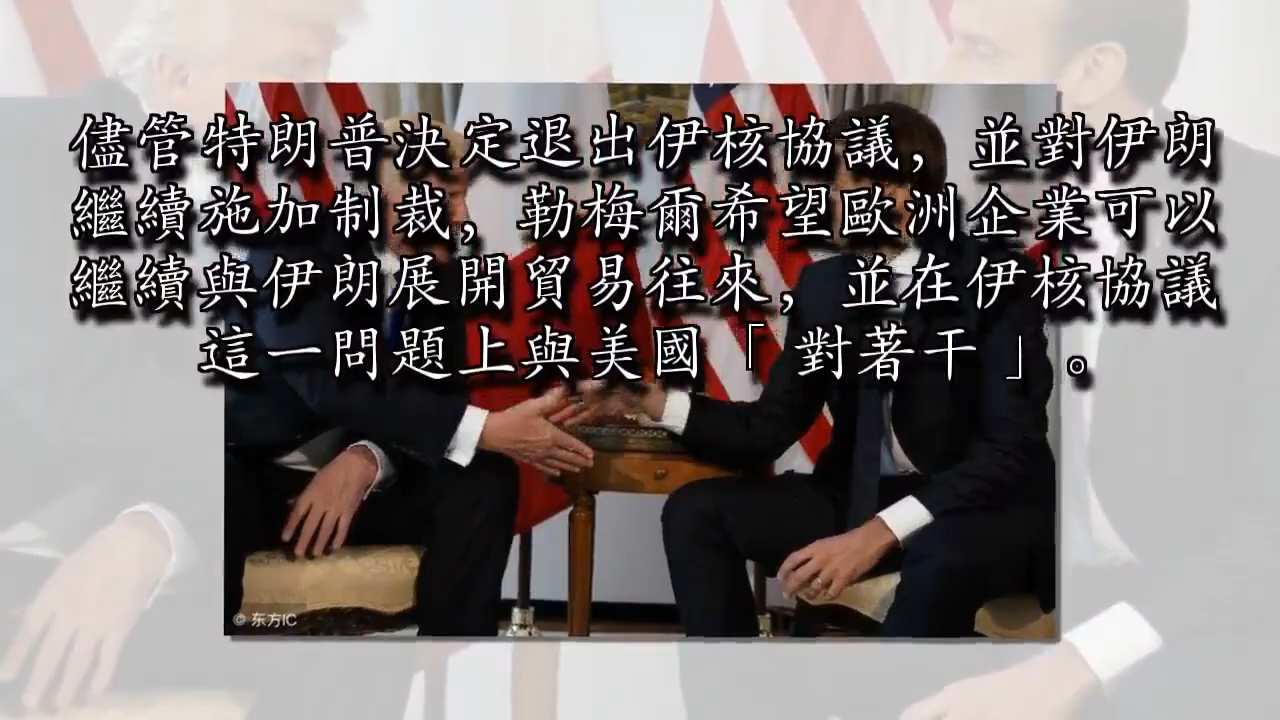 儘管特朗普決定退出伊核協議，並對伊朗
繼續施加制裁，勒梅爾希望歐洲企業可以
繼續與伊朗展開貿易往來，並在伊核協議
這一問題上與美國「 對著干 」。
© 东方IC